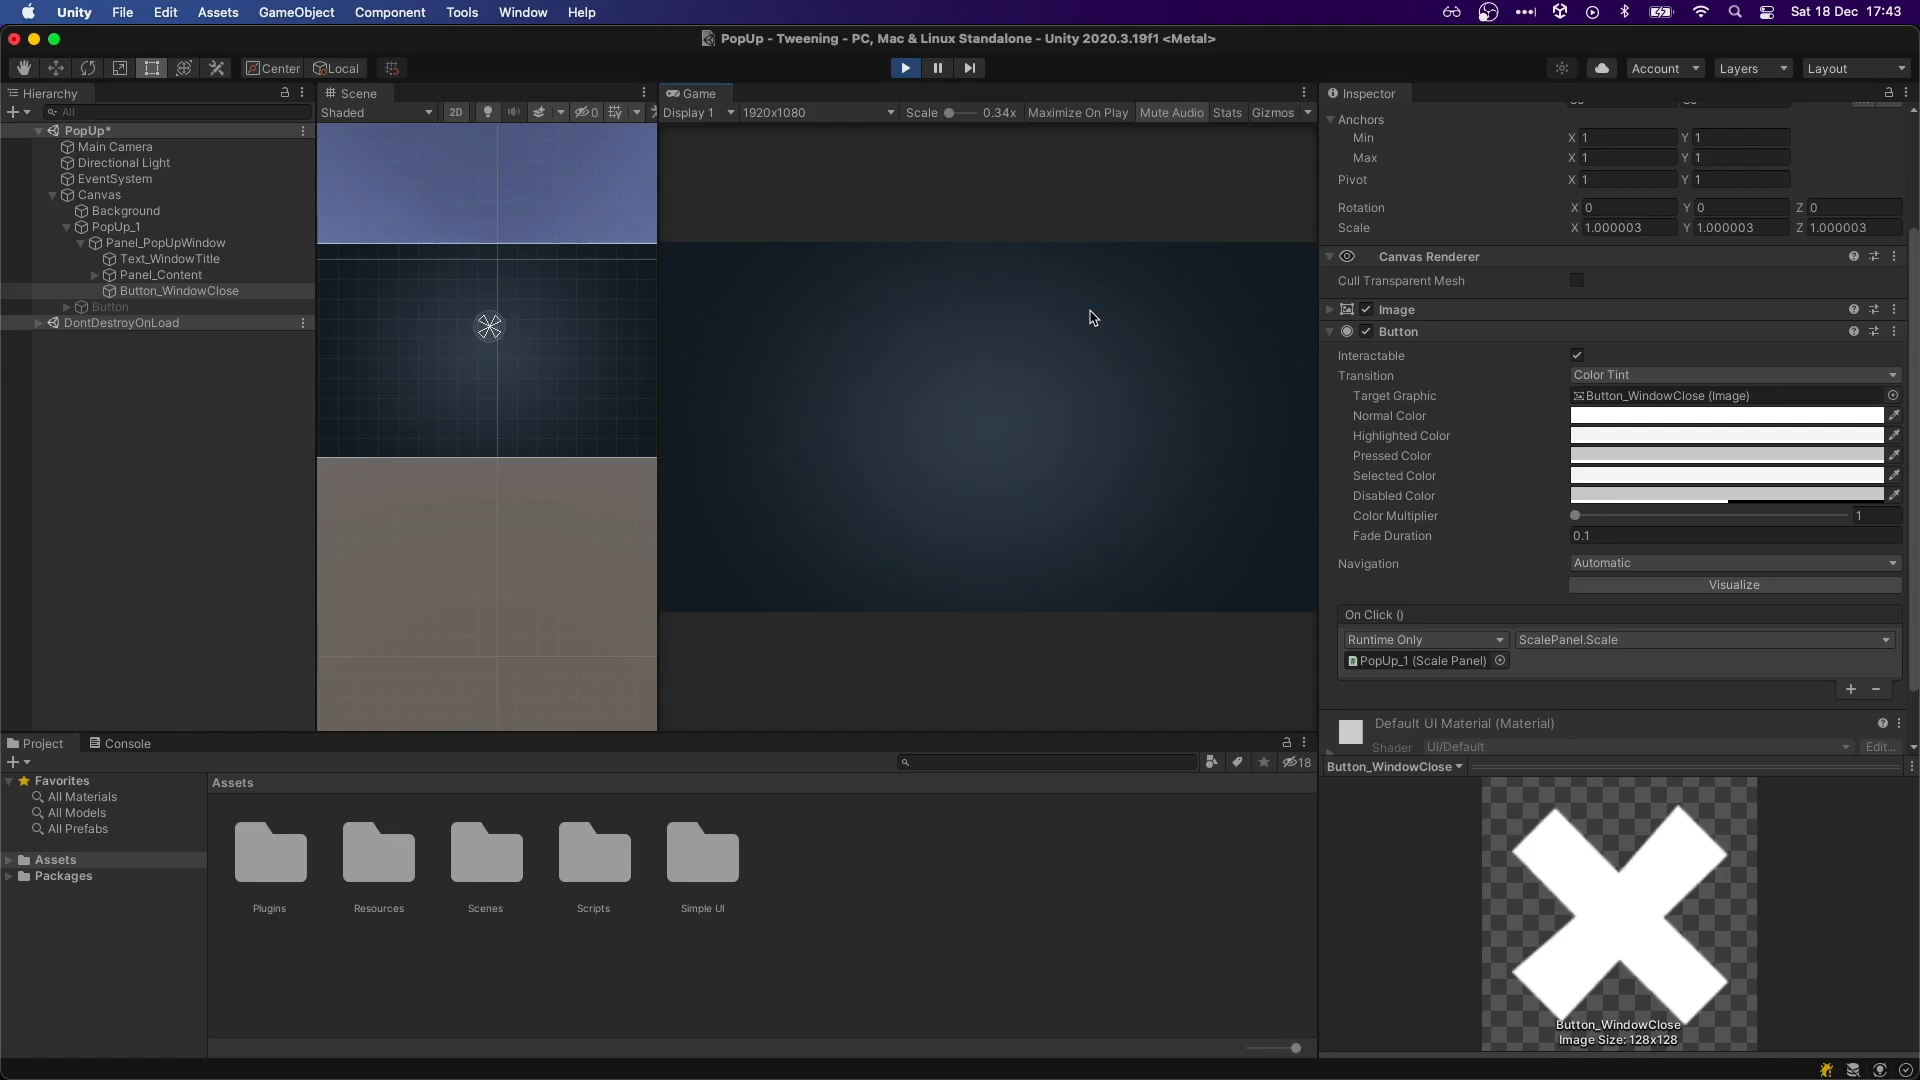 Unity File Edit Assets GameObject Component Tools Window Help Sat 18 Dec 17:43
PopUp - Tweening - PC, Mac & Linux Standalone - Unity 2020.3.19f1 <Metal>
Center Local Account Layers Layout
Hierarchy
All
PopUp*
Main Camera
Directional Light
EventSystem
Canvas
Background
PopUp_1
Panel_PopUpWindow
Text_WindowTitle
Panel_Content
Button_WindowClose
Button
DontDestroyOnLoad
Scene
Shaded 2D 0
Game
Display 1 1920x1080 Scale 0.34x Maximize On Play Mute Audio Stats Gizmos
Inspector
Anchors
Min X 1 Y 1
Max X 1 Y 1
Pivot X 1 Y 1
Rotation X 0 Y 0 Z 0
Scale X 1.000003 Y 1.000003 Z 1.000003
Canvas Renderer
Cull Transparent Mesh
Image
Button
Interactable
Transition Color Tint
Target Graphic Button_WindowClose (Image)
Normal Color
Highlighted Color
Pressed Color
Selected Color
Disabled Color
Color Multiplier 1
Fade Duration 0.1
Navigation Automatic
Visualize
On Click ()
Runtime Only ScalePanel.Scale
PopUp_1 (Scale Panel)
Default UI Material (Material)
Shader UI/Default Edit...
Button_WindowClose
Button_WindowClose
Image Size: 128x128
Project Console
18
Favorites
All Materials
All Models
All Prefabs
Assets
Packages
Assets
Plugins Resources Scenes Scripts Simple UI